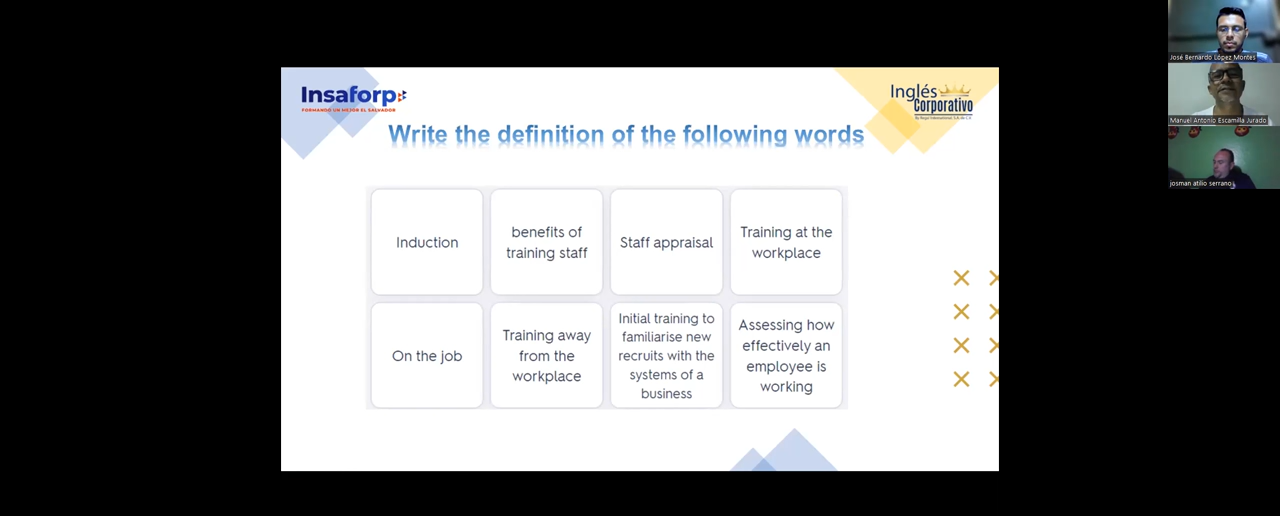 Insaforp
FORMANDO UN MEJOR EL SALVADOR
Inglés
Corporativo
Write the definition of the following words
Induction
benefits of
training staff
Staff appraisal
Training at the
workplace
On the job
Training away
from the
workplace
Initial training to
familiarise new
recruits with the
systems of a
business
Assessing how
effectively an
employee is
working
José Bernardo López Montes
Manuel Antonio Escamilla Jurado
josman atilio serrano